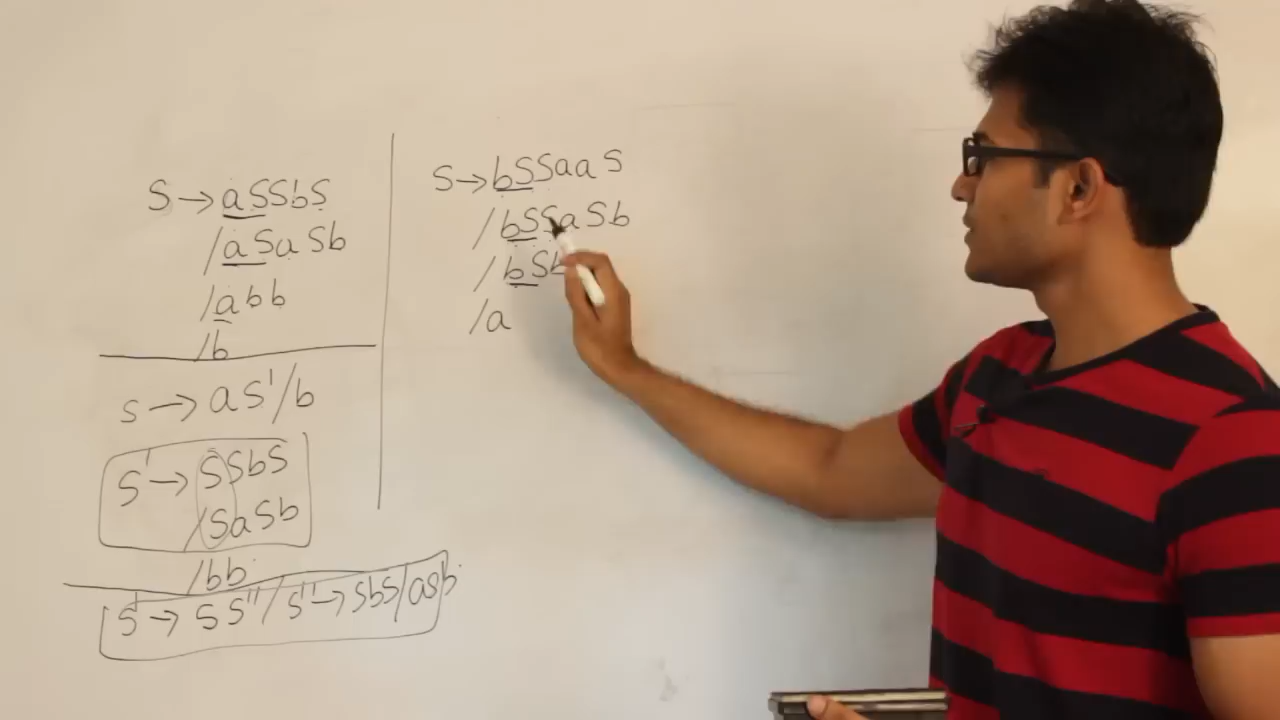 S → aSSbS
/aSaSb
/abb
/b
s → aS'/b
S' → SSbS
/SaSb
/bb
S' → SS''/S'' → SbS/aSb
S → bSSaaS
/bSSaSb
/bSb
/a